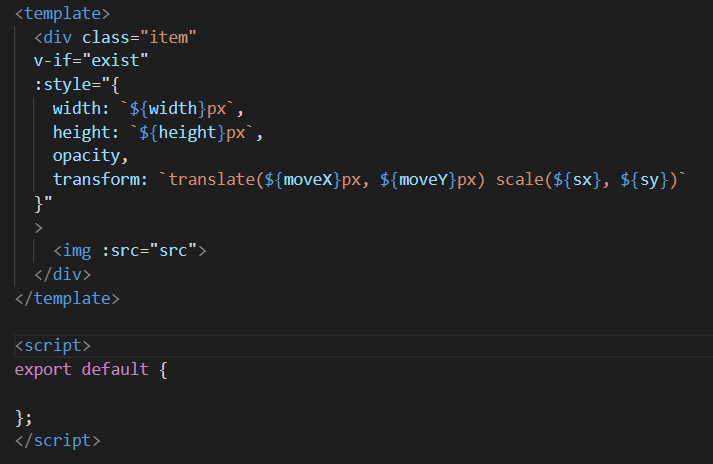 <template>
  <div class="item"
  v-if="exist"
  :style="{
    width: `${width}px`,
    height: `${height}px`,
    opacity,
    transform: `translate(${moveX}px, ${moveY}px) scale(${sx}, ${sy})`
  }"
  >
    <img :src="src">
  </div>
</template>

<script>
export default {

};
</script>